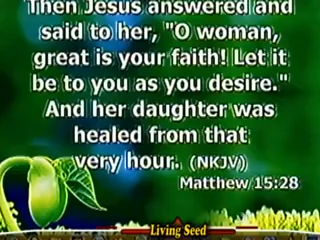 Then Jesus answered and
said to her, "O woman,
great is your faith! Let it
be to you as you desire."
And her daughter was
healed from that
very hour. (NKJV)
Matthew 15:28
Living Seed